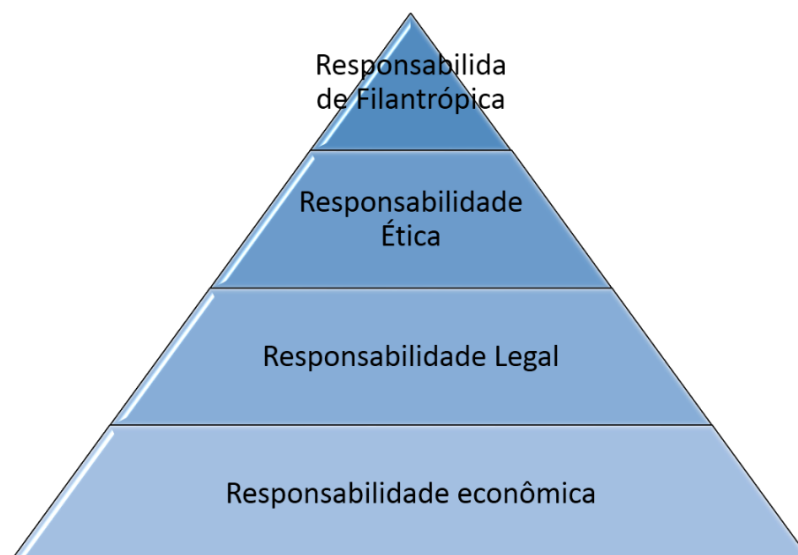 Responsabilida
de Filantrópica
Responsabilidade
Ética
Responsabilidade Legal
Responsabilidade econômica